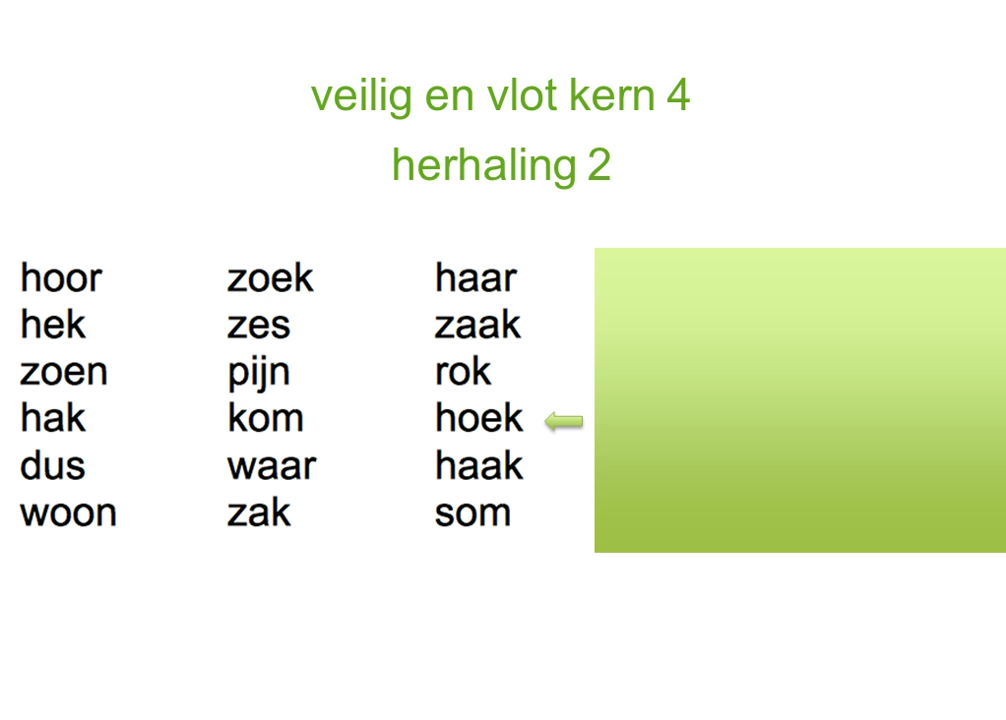 veilig en vlot kern 4
herhaling 2
hoor zoek haar
hek zes zaak
zoen pijn rok
hak kom hoek
dus waar haak
woon zak som